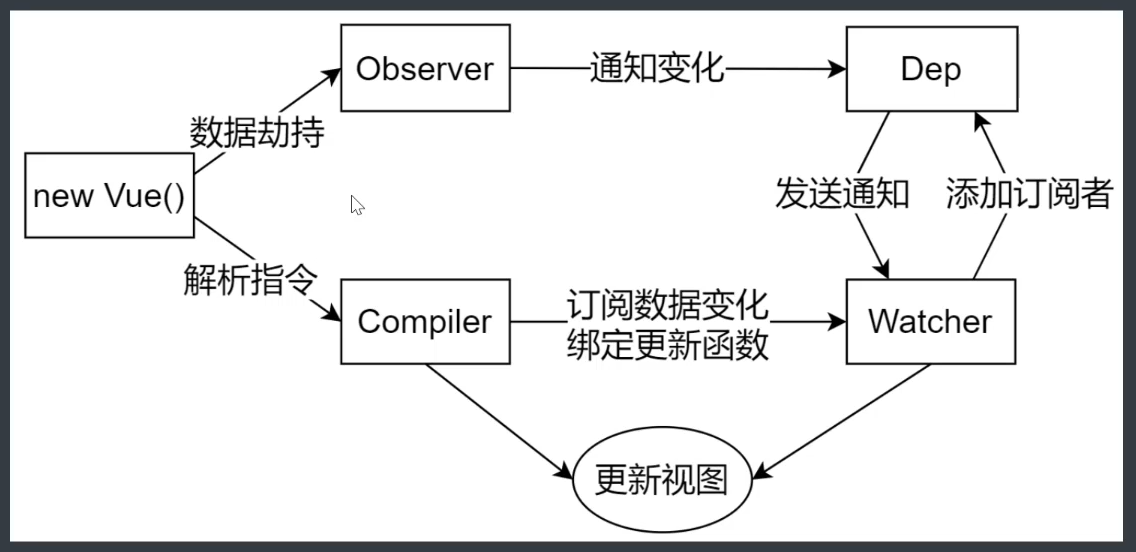 Observer
通知变化
Dep
数据劫持
new Vue()
发送通知
添加订阅者
解析指令
Compiler
订阅数据变化
绑定更新函数
Watcher
更新视图